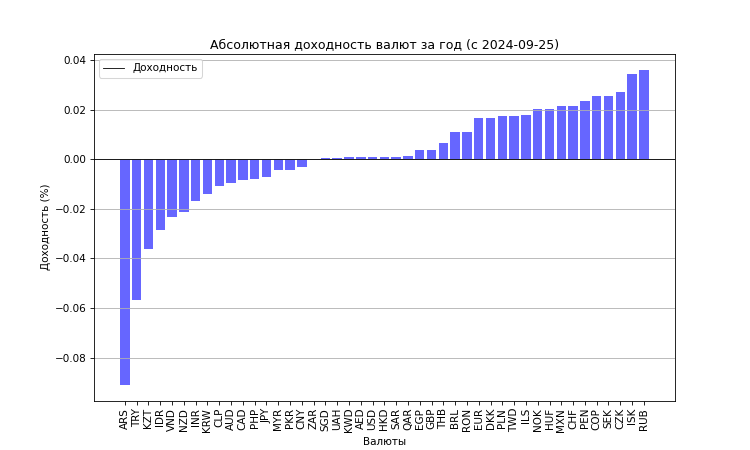 Абсолютная доходность валют за год (с 2024-09-25)
Доходность
0.04
0.02
0.00
−0.02
−0.04
−0.06
−0.08
Доходность (%)
ARS TRY KZT IDR VND NZD INR KRW CLP AUD CAD PHP JPY MYR PKR CNY ZAR SGD UAH KWD AED USD HKD SAR QAR EGP GBP THB BRL RON EUR DKK PLN TWD ILS NOK HUF MXN CHF PEN COP SEK CZK ISK RUB
Валюты